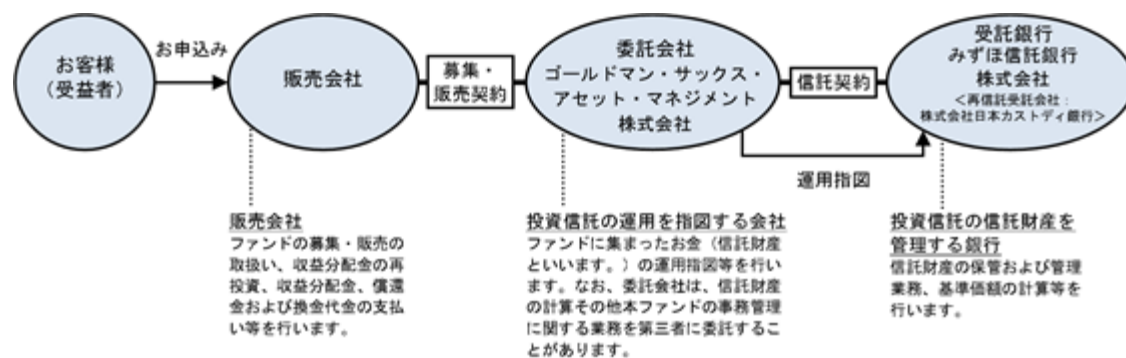 お客様
(受益者)
お申込み
販売会社
募集・
販売契約
委託会社
ゴールドマン・サックス・
アセット・マネジメント
株式会社
信託契約
受託銀行
みずほ信託銀行
株式会社
<再信託受託会社：
株式会社日本カストディ銀行>
運用指図
販売会社
ファンドの募集・販売の
取扱い、収益分配金の再
投資、収益分配金、償還
金および換金代金の支払
い等を行います。
投資信託の運用を指図する会社
ファンドに集まったお金（信託財産
といいます。）の運用指図等を行い
ます。なお、委託会社は、信託財産
の計算その他本ファンドの事務管理
に関する業務を第三者に委託するこ
とがあります。
投資信託の信託財産を
管理する銀行
信託財産の保管および管理
業務、基準価額の計算等を
行います。